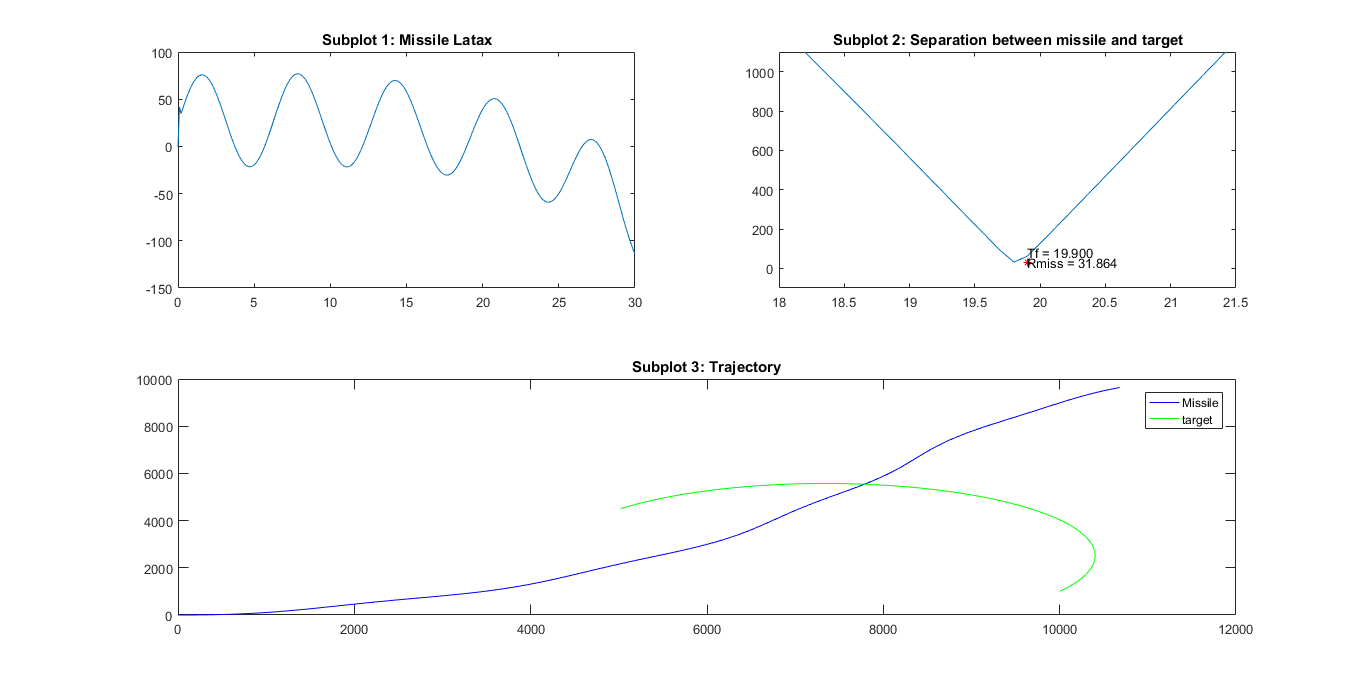 Subplot 1: Missile Latax
100
50
0
-50
-100
-150
0 5 10 15 20 25 30
Subplot 2: Separation between missile and target
1000
800
600
400
200
0
Tf = 19.900
Rmiss = 31.864
18 18.5 19 19.5 20 20.5 21 21.5
Subplot 3: Trajectory
10000
8000
6000
4000
2000
0
Missile
target
0 2000 4000 6000 8000 10000 12000